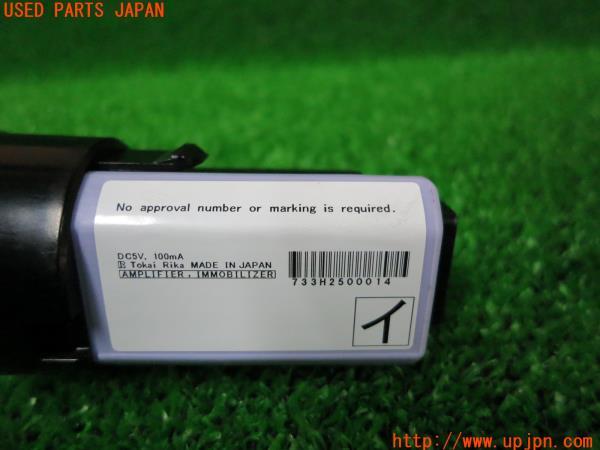 USED PARTS JAPAN
No approval number or marking is required.
DC5V, 100mA
Tokai Rika MADE IN JAPAN
AMPLIFIER, IMMOBILIZER
733H2500014
イ
http://www.upjpn.com/